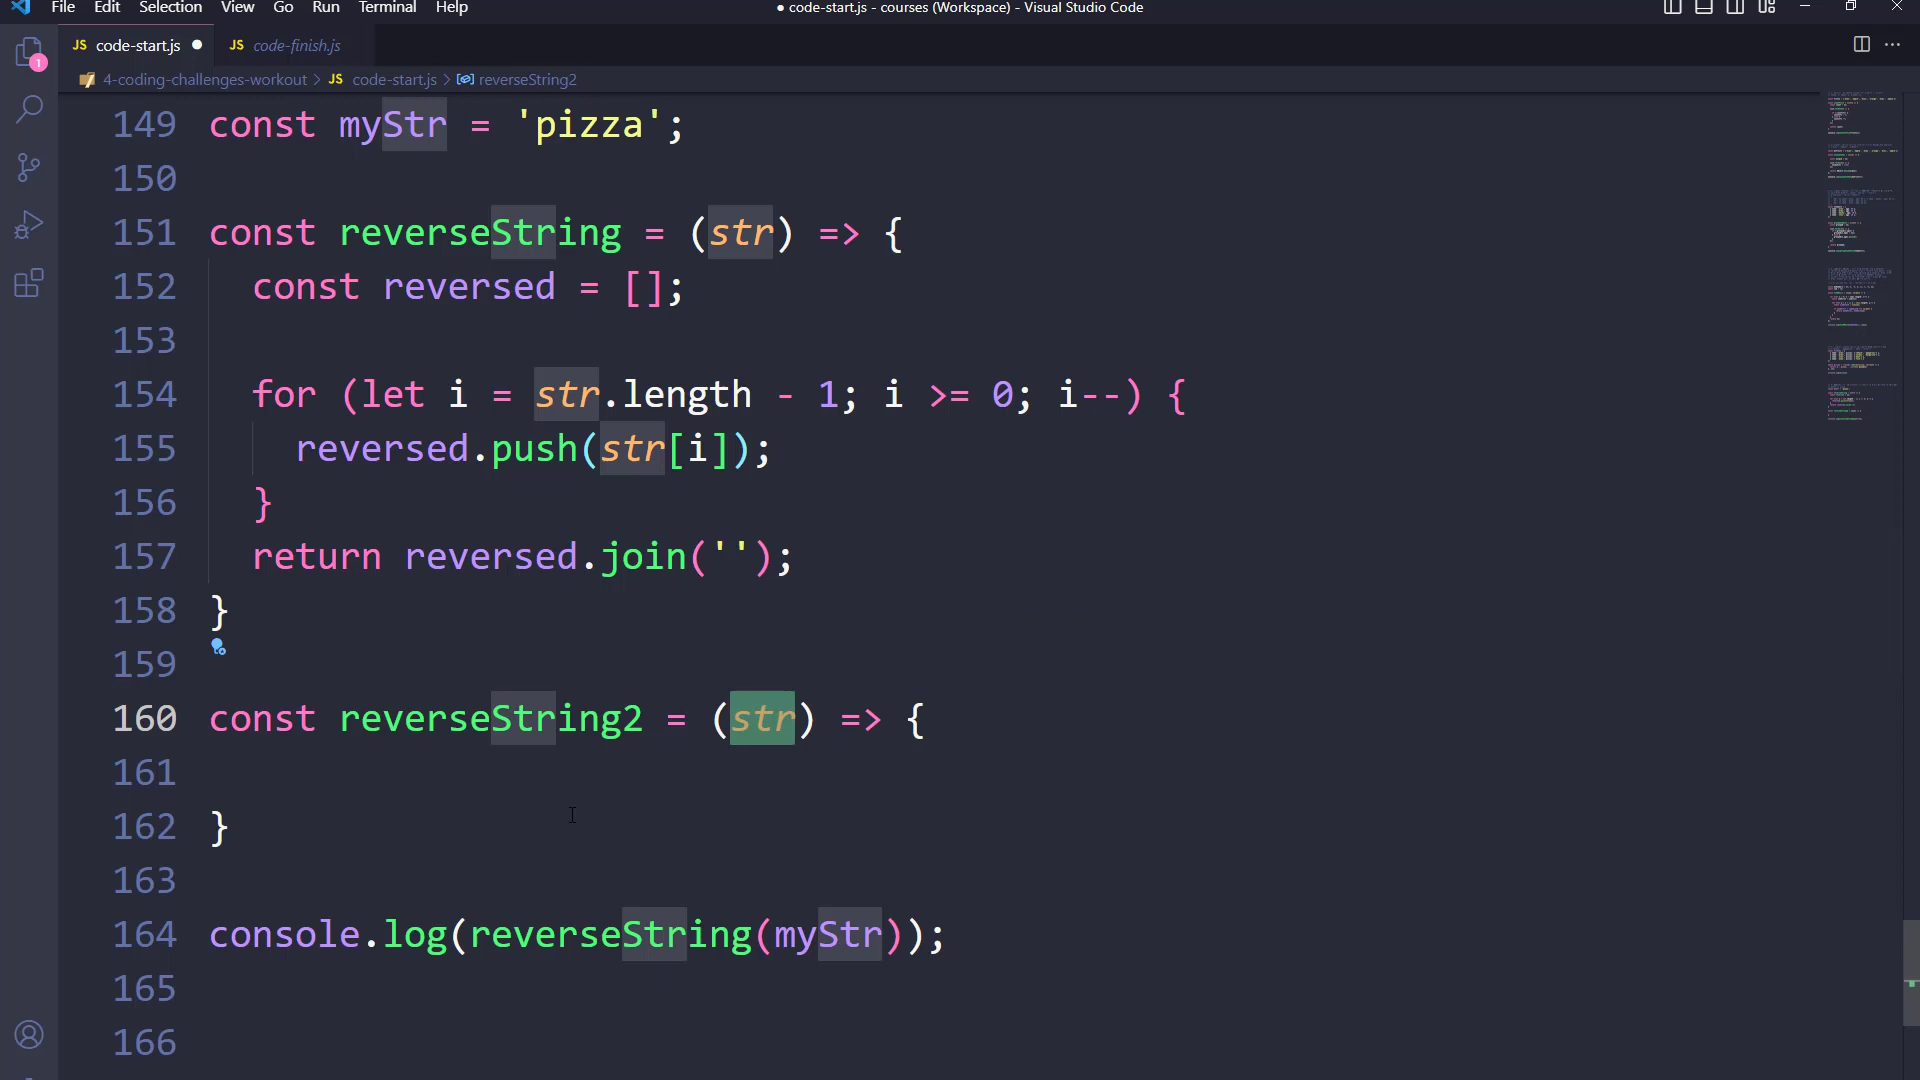 File Edit Selection View Go Run Terminal Help
● code-start.js - courses (Workspace) - Visual Studio Code
JS code-start.js ●
JS code-finish.js
4-coding-challenges-workout > JS code-start.js > reverseString2
1
149 const myStr = 'pizza';
150
151 const reverseString = (str) => {
152   const reversed = [];
153
154   for (let i = str.length - 1; i >= 0; i--) {
155     reversed.push(str[i]);
156   }
157   return reversed.join('');
158 }
159
160 const reverseString2 = (str) => {
161
162 }
163
164 console.log(reverseString(myStr));
165
166